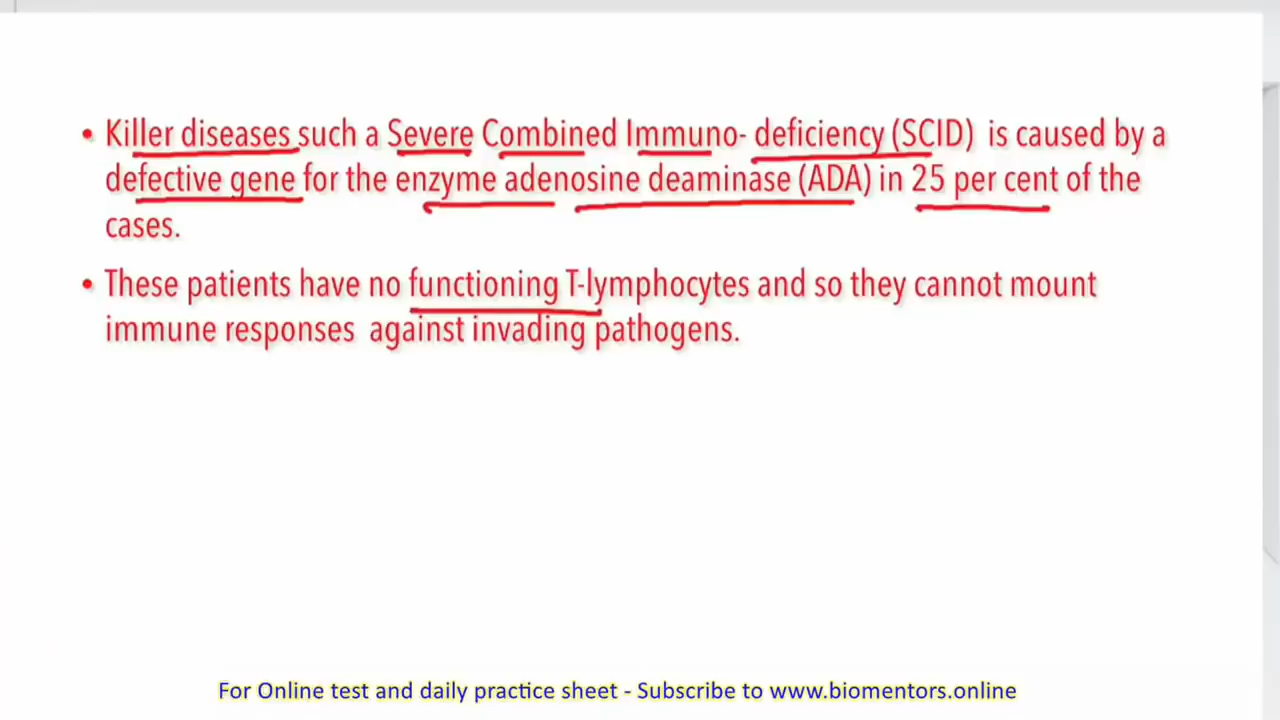 • Killer diseases such a Severe Combined Immuno- deficiency (SCID) is caused by a
defective gene for the enzyme adenosine deaminase (ADA) in 25 per cent of the
cases.
• These patients have no functioning T-lymphocytes and so they cannot mount
immune responses against invading pathogens.
For Online test and daily practice sheet - Subscribe to www.biomentors.online